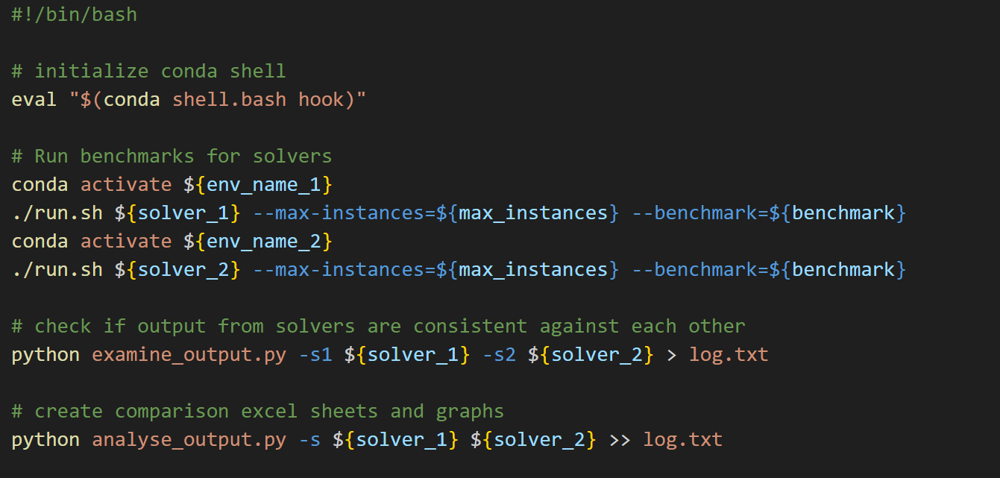 #!/bin/bash
# initialize conda shell
eval "$(conda shell.bash hook)"
# Run benchmarks for solvers
conda activate ${env_name_1}
./run.sh ${solver_1} --max-instances=${max_instances} --benchmark=${benchmark}
conda activate ${env_name_2}
./run.sh ${solver_2} --max-instances=${max_instances} --benchmark=${benchmark}
# check if output from solvers are consistent against each other
python examine_output.py -s1 ${solver_1} -s2 ${solver_2} > log.txt
# create comparison excel sheets and graphs
python analyse_output.py -s ${solver_1} ${solver_2} >> log.txt